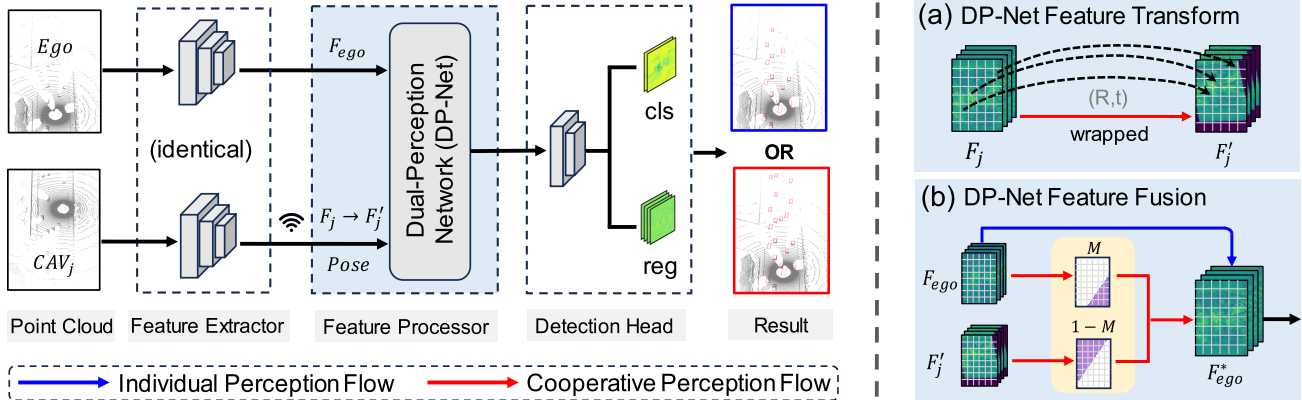 Ego
CAV_j
(identical)
F_ego
F_j → F'_j
Pose
Dual-Perception
Network (DP-Net)
cls
reg
OR
Point Cloud
Feature Extractor
Feature Processor
Detection Head
Result
Individual Perception Flow
Cooperative Perception Flow
(a) DP-Net Feature Transform
(R,t)
wrapped
F_j
F'_j
(b) DP-Net Feature Fusion
F_ego
M
1 − M
F'_j
F*_ego